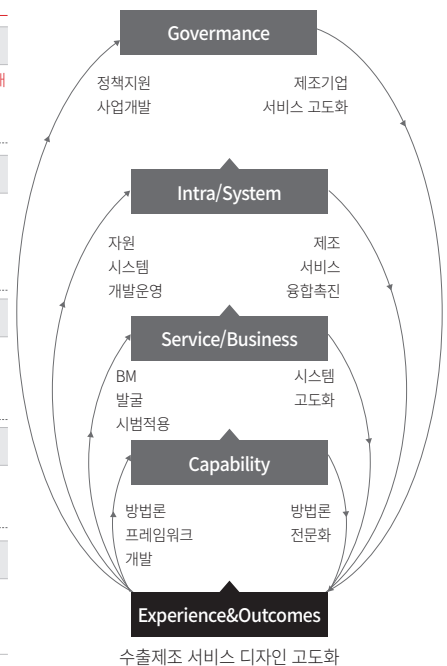 Govermance
정책지원
사업개발
제조기업
서비스 고도화
Intra/System
자원
시스템
개발운영
제조
서비스
융합촉진
Service/Business
BM
발굴
시범적용
시스템
고도화
Capability
방법론
프레임워크
개발
방법론
전문화
Experience&Outcomes
수출제조 서비스 디자인 고도화